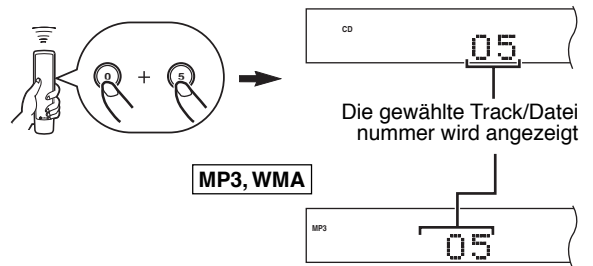 CD
05
0 + 5
Die gewählte Track/Datei
nummer wird angezeigt
MP3, WMA
MP3
05